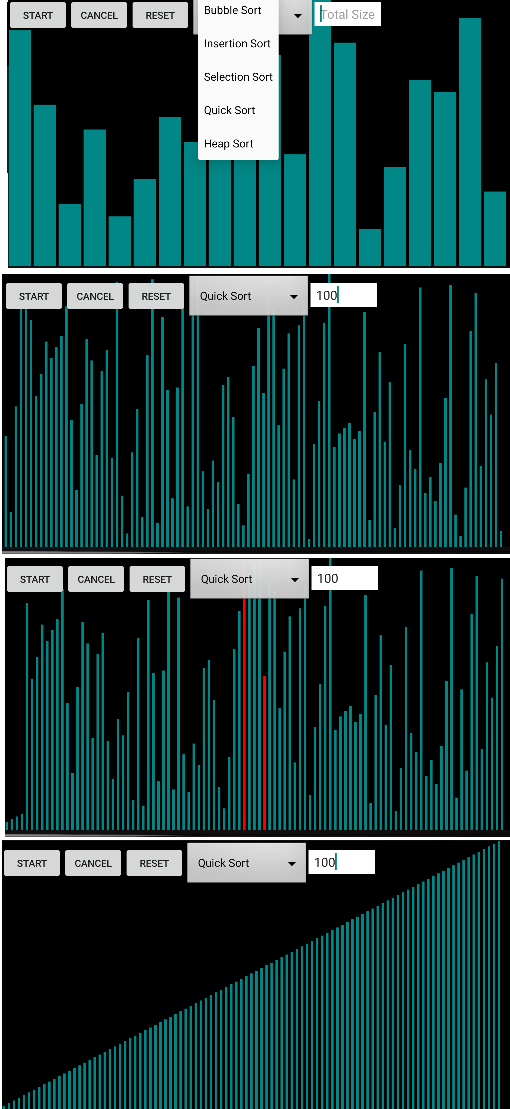 START CANCEL RESET Total Size
Bubble Sort
Insertion Sort
Selection Sort
Quick Sort
Heap Sort
START CANCEL RESET Quick Sort 100
START CANCEL RESET Quick Sort 100
START CANCEL RESET Quick Sort 100